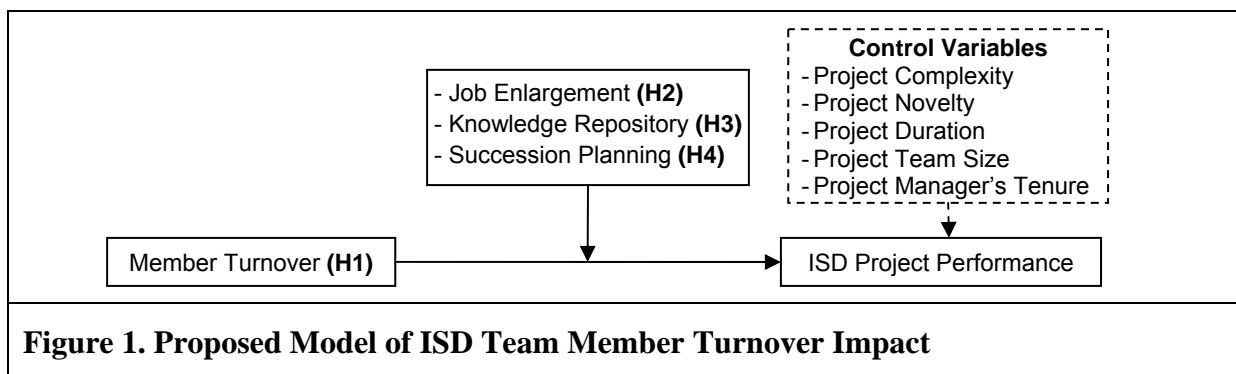 Control Variables
- Project Complexity
- Project Novelty
- Project Duration
- Project Team Size
- Project Manager's Tenure
- Job Enlargement (H2)
- Knowledge Repository (H3)
- Succession Planning (H4)
Member Turnover (H1)
ISD Project Performance
Figure 1. Proposed Model of ISD Team Member Turnover Impact